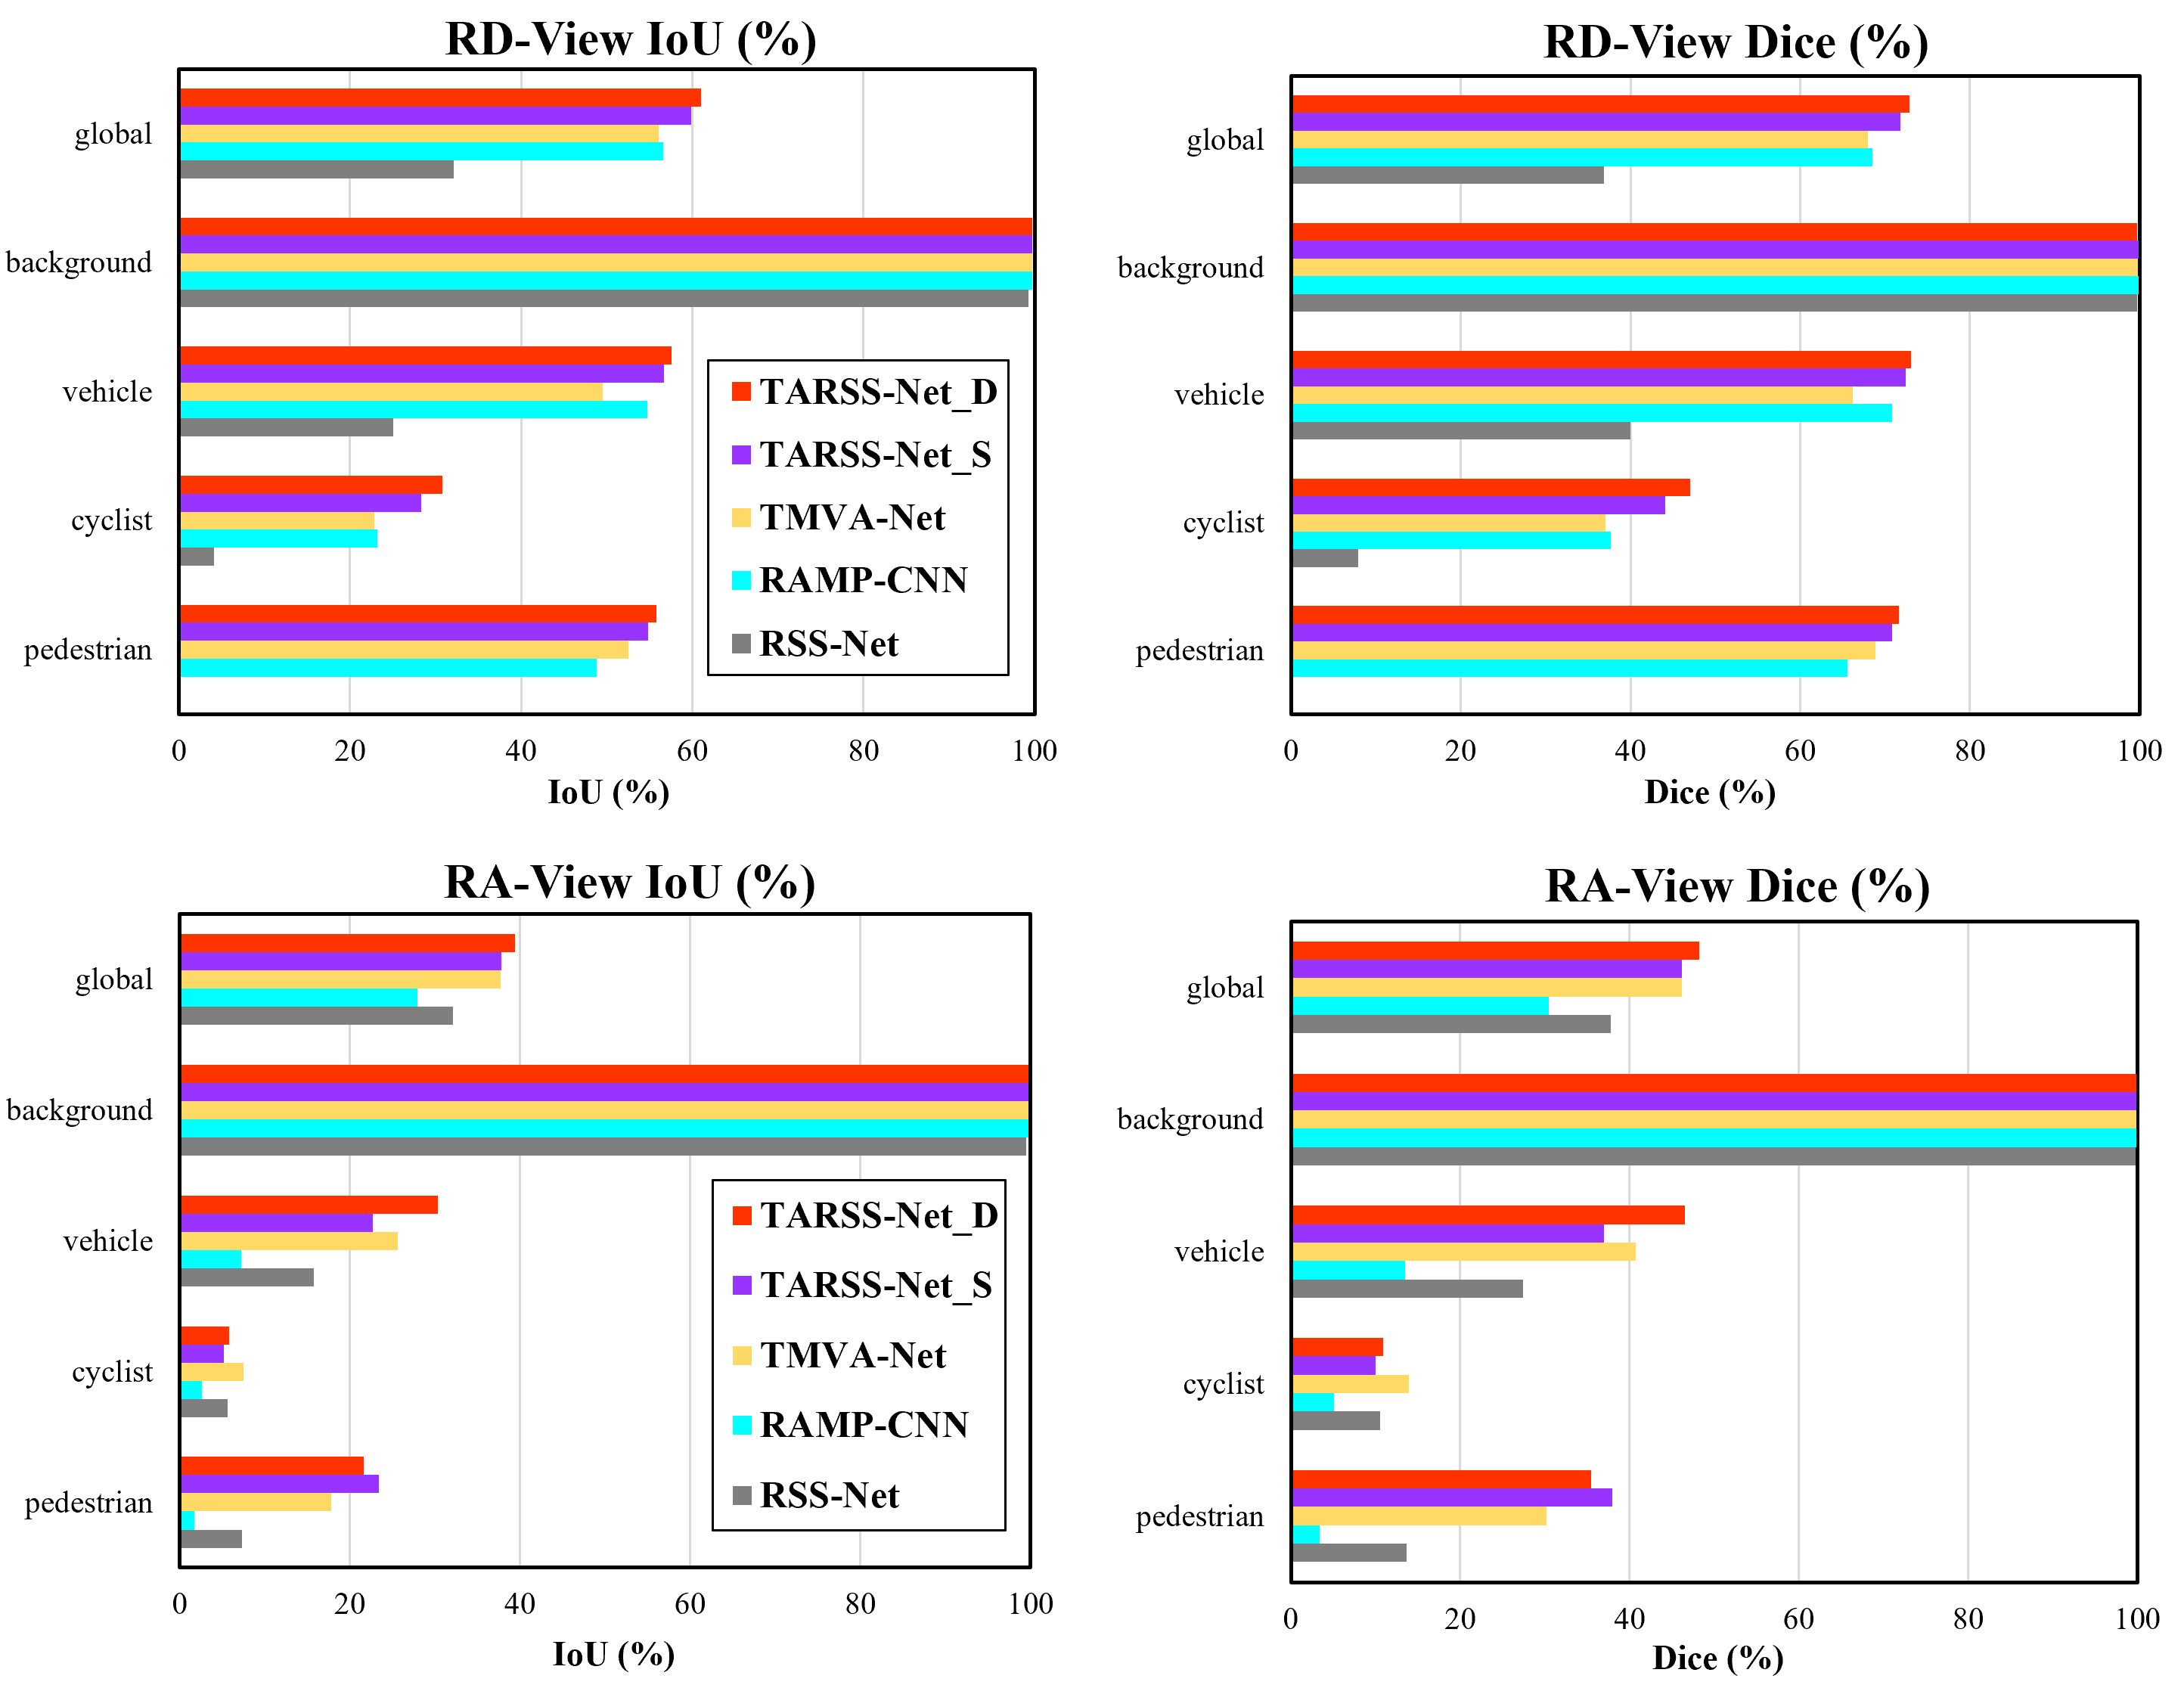 RD-View IoU (%)
global
background
vehicle
cyclist
pedestrian
TARSS-Net_D
TARSS-Net_S
TMVA-Net
RAMP-CNN
RSS-Net
0 20 40 60 80 100
IoU (%)
RD-View Dice (%)
global
background
vehicle
cyclist
pedestrian
0 20 40 60 80 100
Dice (%)
RA-View IoU (%)
global
background
vehicle
cyclist
pedestrian
TARSS-Net_D
TARSS-Net_S
TMVA-Net
RAMP-CNN
RSS-Net
0 20 40 60 80 100
IoU (%)
RA-View Dice (%)
global
background
vehicle
cyclist
pedestrian
0 20 40 60 80 100
Dice (%)